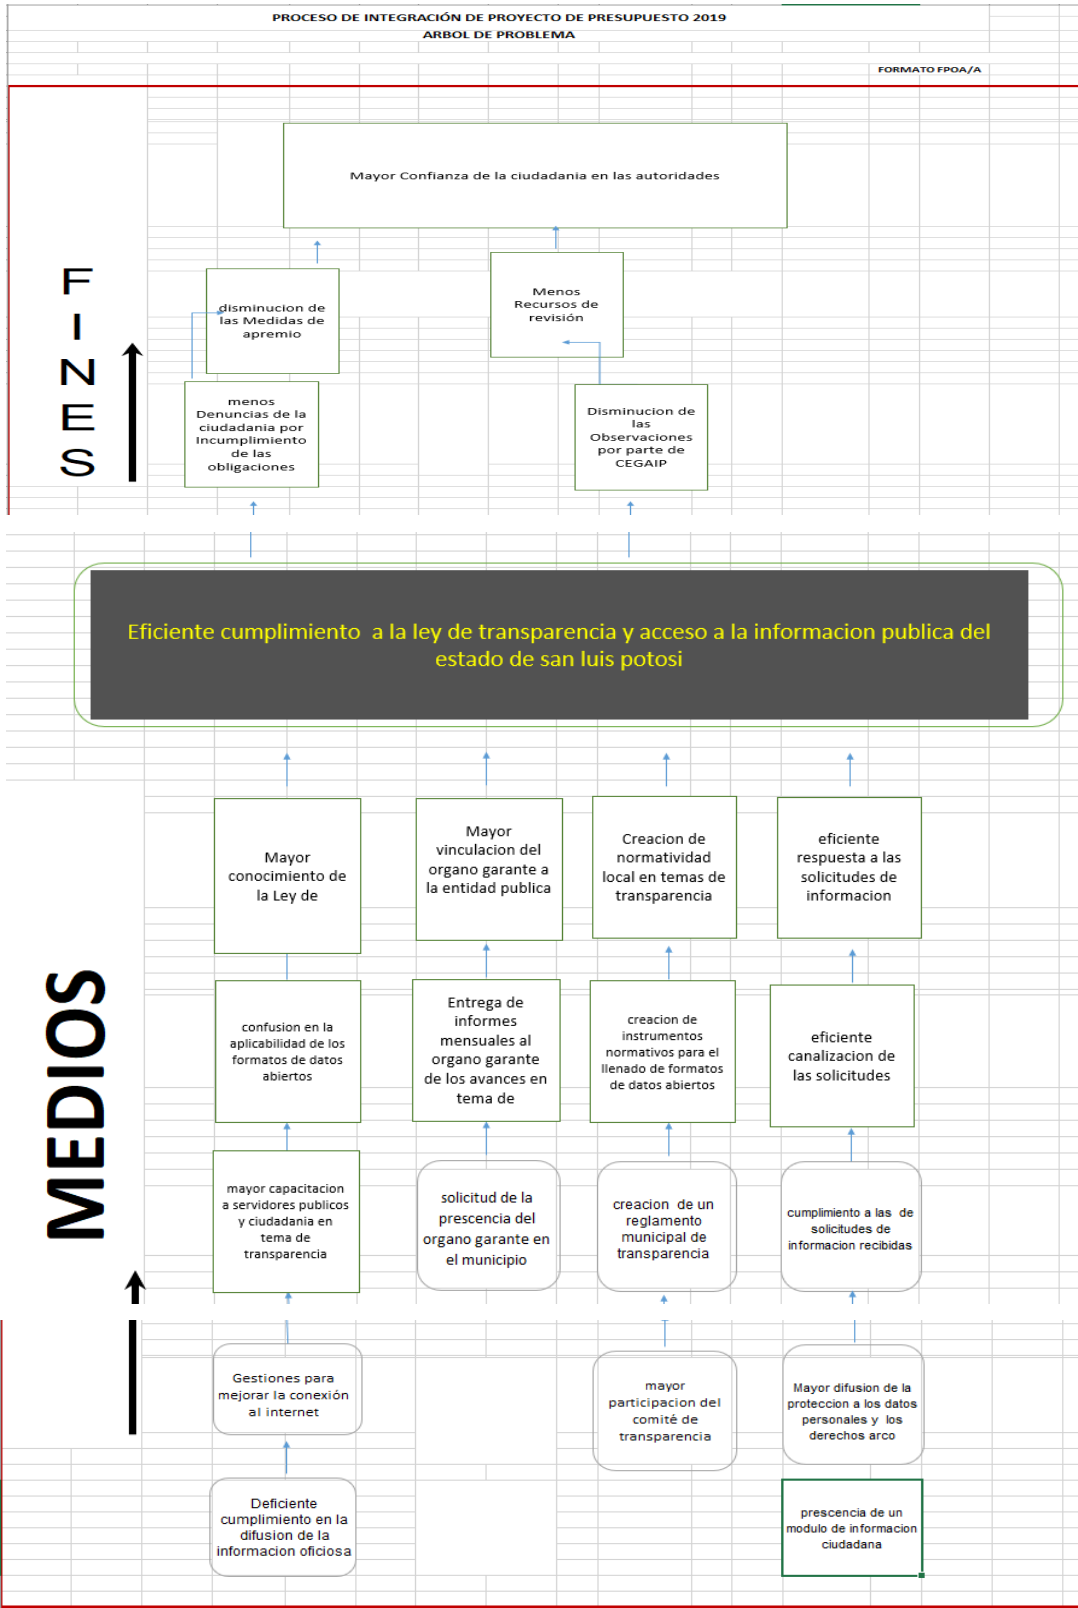 PROCESO DE INTEGRACIÓN DE PROYECTO DE PRESUPUESTO 2019
ARBOL DE PROBLEMA
FORMATO FPOA/A
FINES
Mayor Confianza de la ciudadania en las autoridades
disminucion de
las Medidas de
apremio
Menos
Recursos de
revisión
menos
Denuncias de la
ciudadania por
Incumplimiento
de las
obligaciones
Disminucion de
las
Observaciones
por parte de
CEGAIP
Eficiente cumplimiento a la ley de transparencia y acceso a la informacion publica del
estado de san luis potosi
MEDIOS
Mayor
conocimiento de
la Ley de
Mayor
vinculacion del
organo garante a
la entidad publica
Creacion de
normatividad
local en temas de
transparencia
eficiente
respuesta a las
solicitudes de
informacion
confusion en la
aplicabilidad de los
formatos de datos
abiertos
Entrega de
informes
mensuales al
organo garante
de los avances en
tema de
creacion de
instrumentos
normativos para el
llenado de formatos
de datos abiertos
eficiente
canalizacion de
las solicitudes
mayor capacitacion
a servidores publicos
y ciudadania en
tema de
transparencia
solicitud de la
prescencia del
organo garante en
el municipio
creacion de un
reglamento
municipal de
transparencia
cumplimiento a las de
solicitudes de
informacion recibidas
Gestiones para
mejorar la conexión
al internet
mayor
participacion del
comité de
transparencia
Mayor difusion de la
proteccion a los datos
personales y los
derechos arco
Deficiente
cumplimiento en la
difusion de la
informacion oficiosa
prescencia de un
modulo de informacion
ciudadana